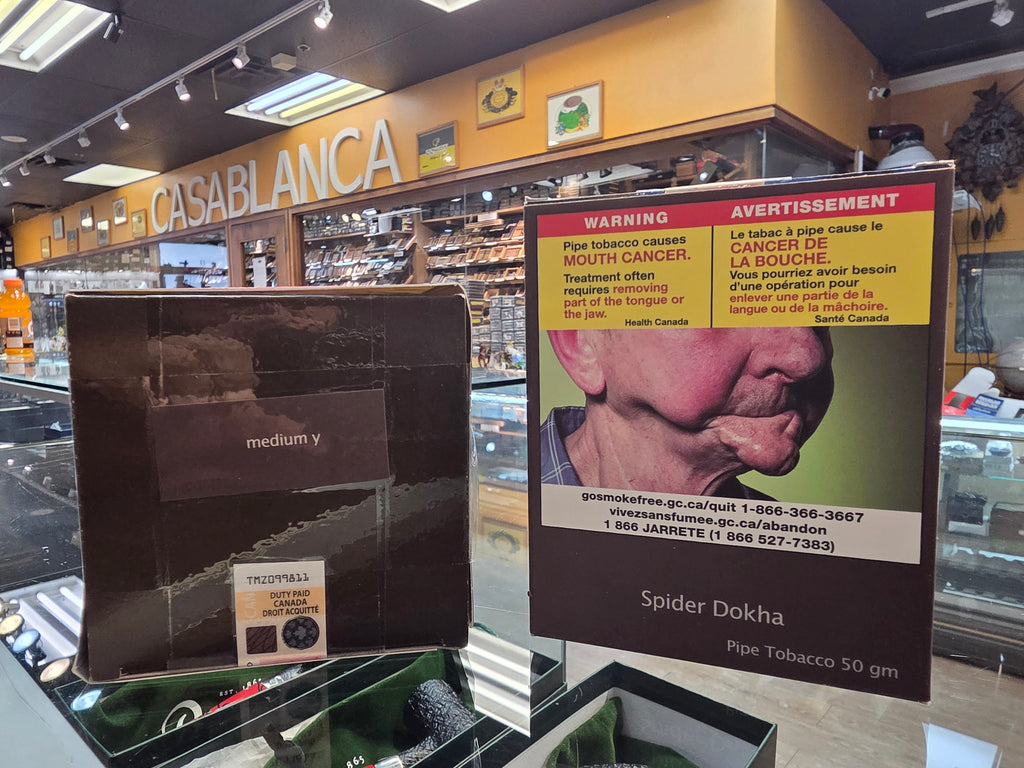 CASABLANCA
medium y
TMZ099811
DUTY PAID
CANADA
DROIT ACQUITTÉ
WARNING
Pipe tobacco causes
MOUTH CANCER.
Treatment often
requires removing
part of the tongue or
the jaw.
Health Canada
AVERTISSEMENT
Le tabac à pipe cause le
CANCER DE
LA BOUCHE.
Vous pourriez avoir besoin
d'une opération pour
enlever une partie de la
langue ou de la mâchoire.
Santé Canada
gosmokefree.gc.ca/quit 1-866-366-3667
vivezsansfumee.gc.ca/abandon
1 866 JARRETE (1 866 527-7383)
Spider Dokha
Pipe Tobacco 50 gm